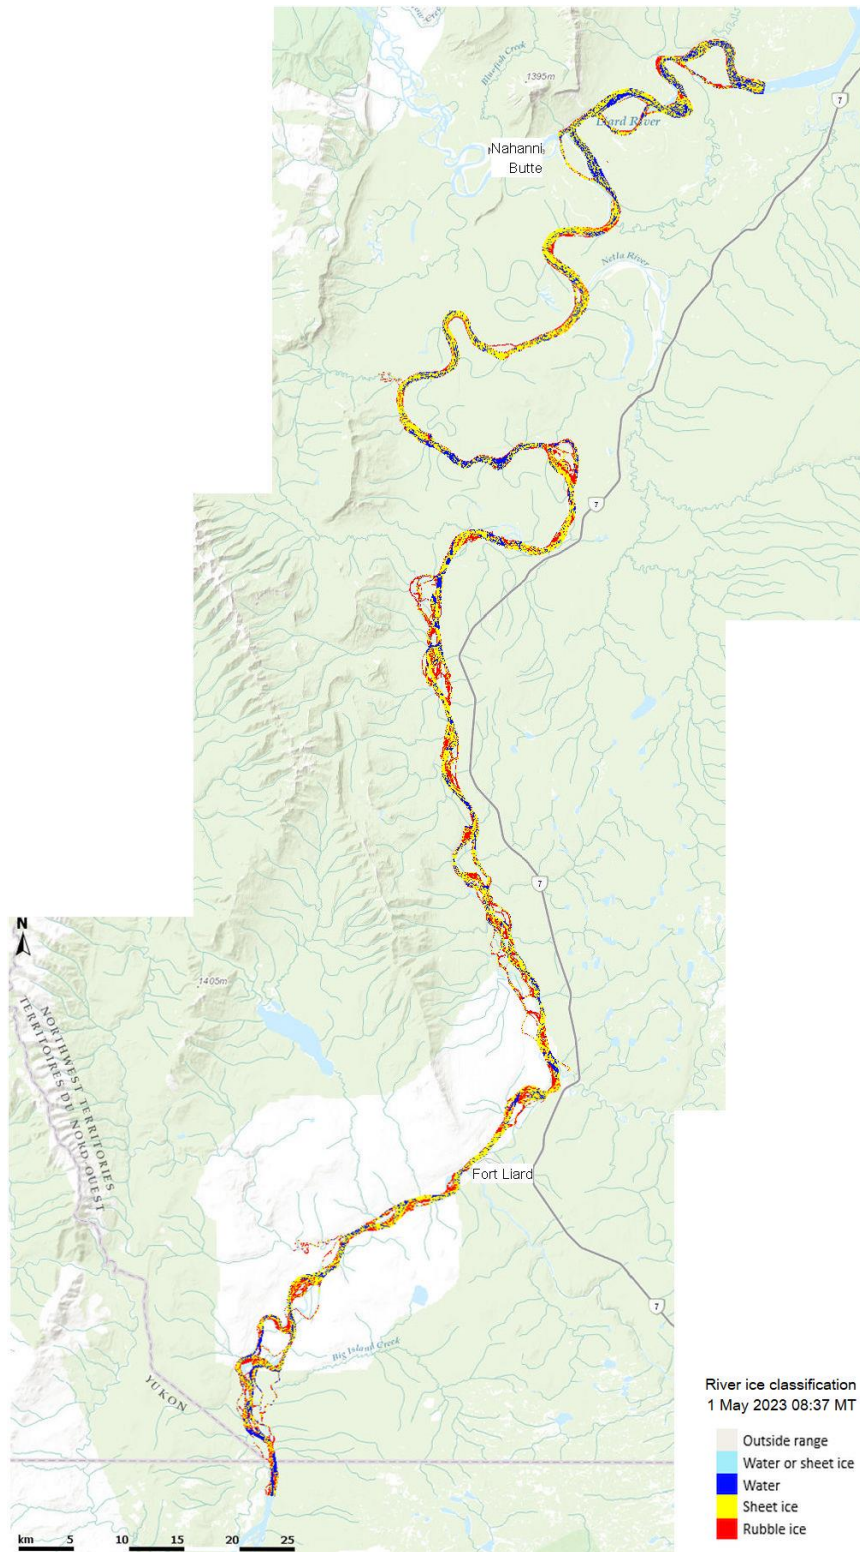 Bluefish Creek
1395m
7
Liard River
Nahanni
Butte
Netla River
7
7
N
1405m
NORTHWEST TERRITORIES
TERRITOIRES DU NORD-OUEST
Fort Liard
7
Big Island Creek
YUKON
River ice classification
1 May 2023 08:37 MT
Outside range
Water or sheet ice
Water
Sheet ice
Rubble ice
km 5 10 15 20 25